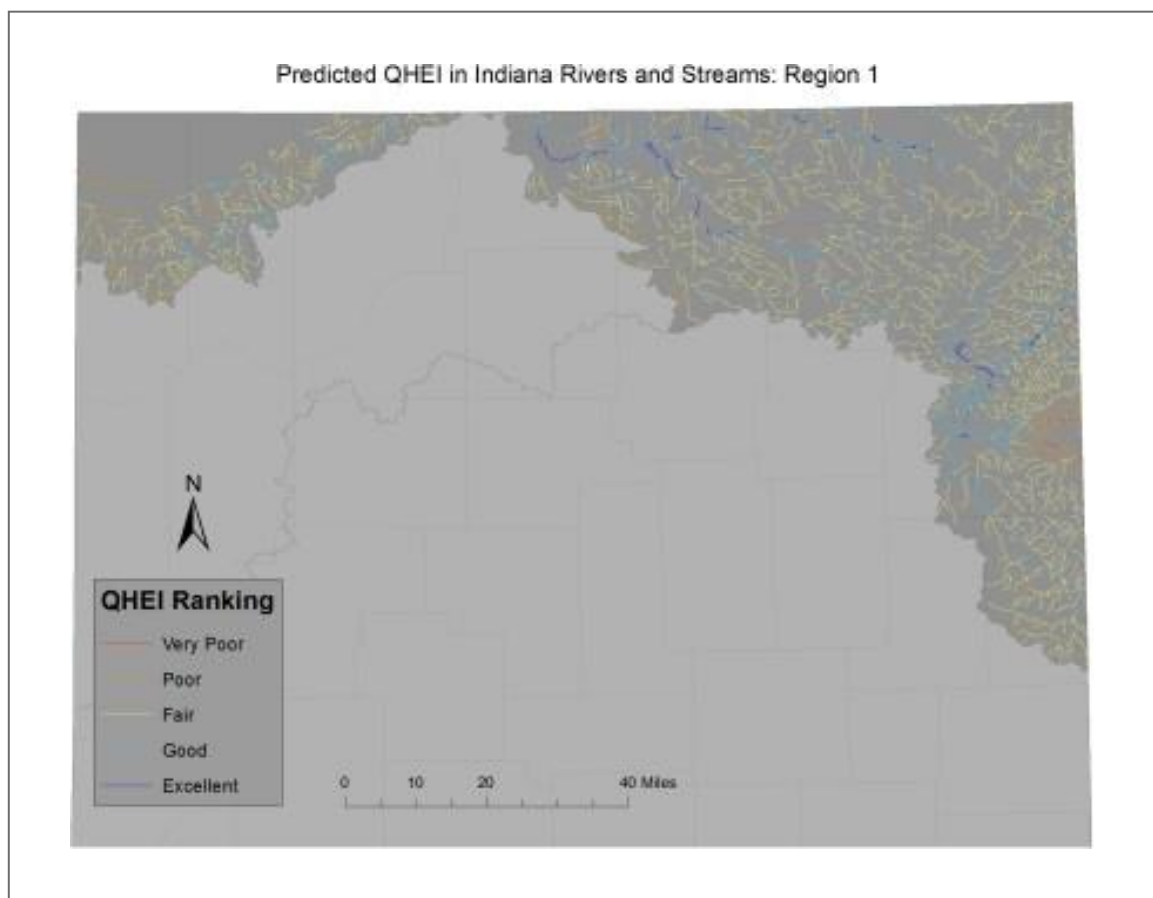 Predicted QHEI in Indiana Rivers and Streams: Region 1
N
QHEI Ranking
Very Poor
Poor
Fair
Good
Excellent
0 10 20 40 Miles